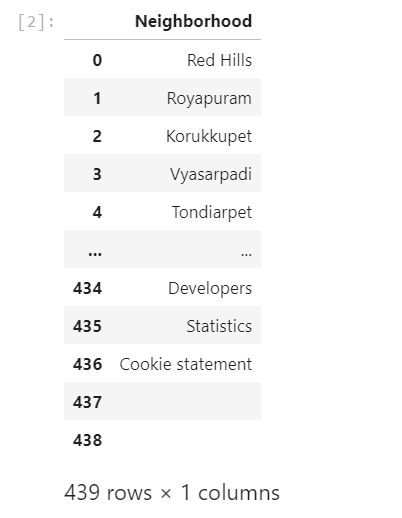 [2]:
Neighborhood
0 Red Hills
1 Royapuram
2 Korukkupet
3 Vyasarpadi
4 Tondiarpet
... ...
434 Developers
435 Statistics
436 Cookie statement
437
438
439 rows × 1 columns